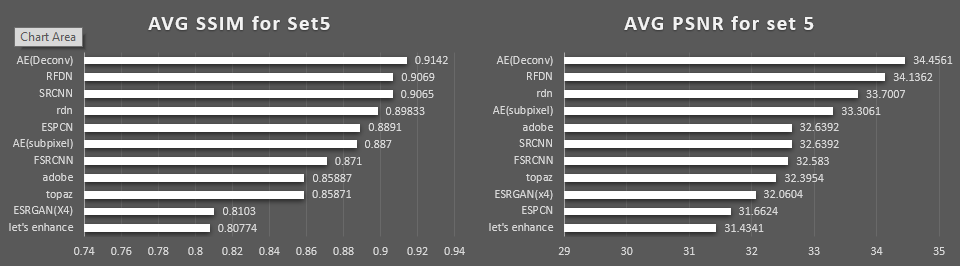 AVG SSIM for Set5
Chart Area
AE(Deconv) 0.9142
RFDN 0.9069
SRCNN 0.9065
rdn 0.89833
ESPCN 0.8891
AE(subpixel) 0.887
FSRCNN 0.871
adobe 0.85887
topaz 0.85871
ESRGAN(X4) 0.8103
let's enhance 0.80774
0.74 0.76 0.78 0.8 0.82 0.84 0.86 0.88 0.9 0.92 0.94
AVG PSNR for set 5
AE(Deconv) 34.4561
RFDN 34.1362
rdn 33.7007
AE(subpixel) 33.3061
adobe 32.6392
SRCNN 32.6392
FSRCNN 32.583
topaz 32.3954
ESRGAN(x4) 32.0604
ESPCN 31.6624
let's enhance 31.4341
29 30 31 32 33 34 35